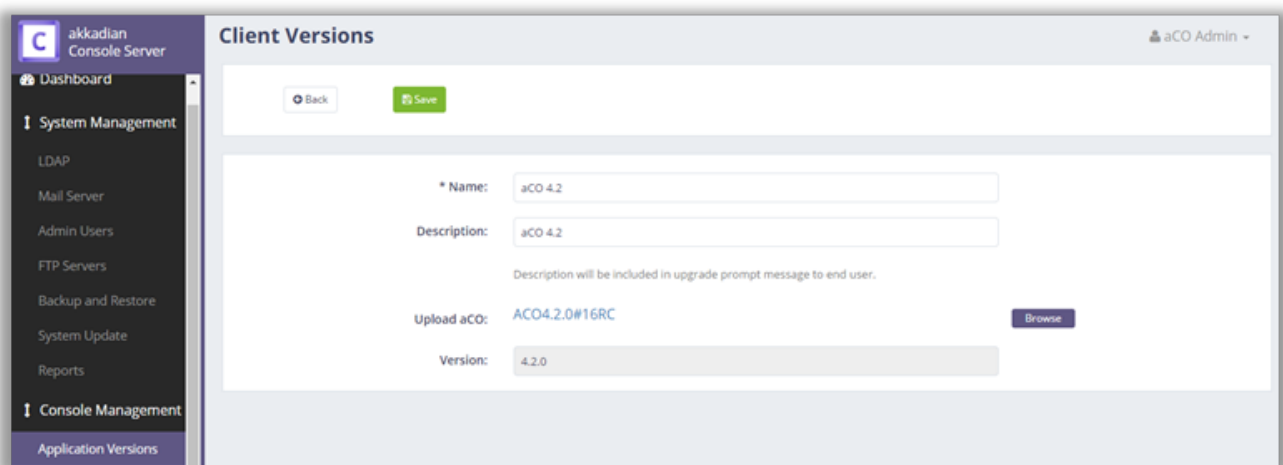 C
akkadian
Console Server
Dashboard
System Management
LDAP
Mail Server
Admin Users
FTP Servers
Backup and Restore
System Update
Reports
Console Management
Application Versions
Client Versions
aCO Admin
Back
Save
* Name:
aCO 4.2
Description:
aCO 4.2
Description will be included in upgrade prompt message to end user.
Upload aCO:
ACO4.2.0#16RC
Browse
Version:
4.2.0